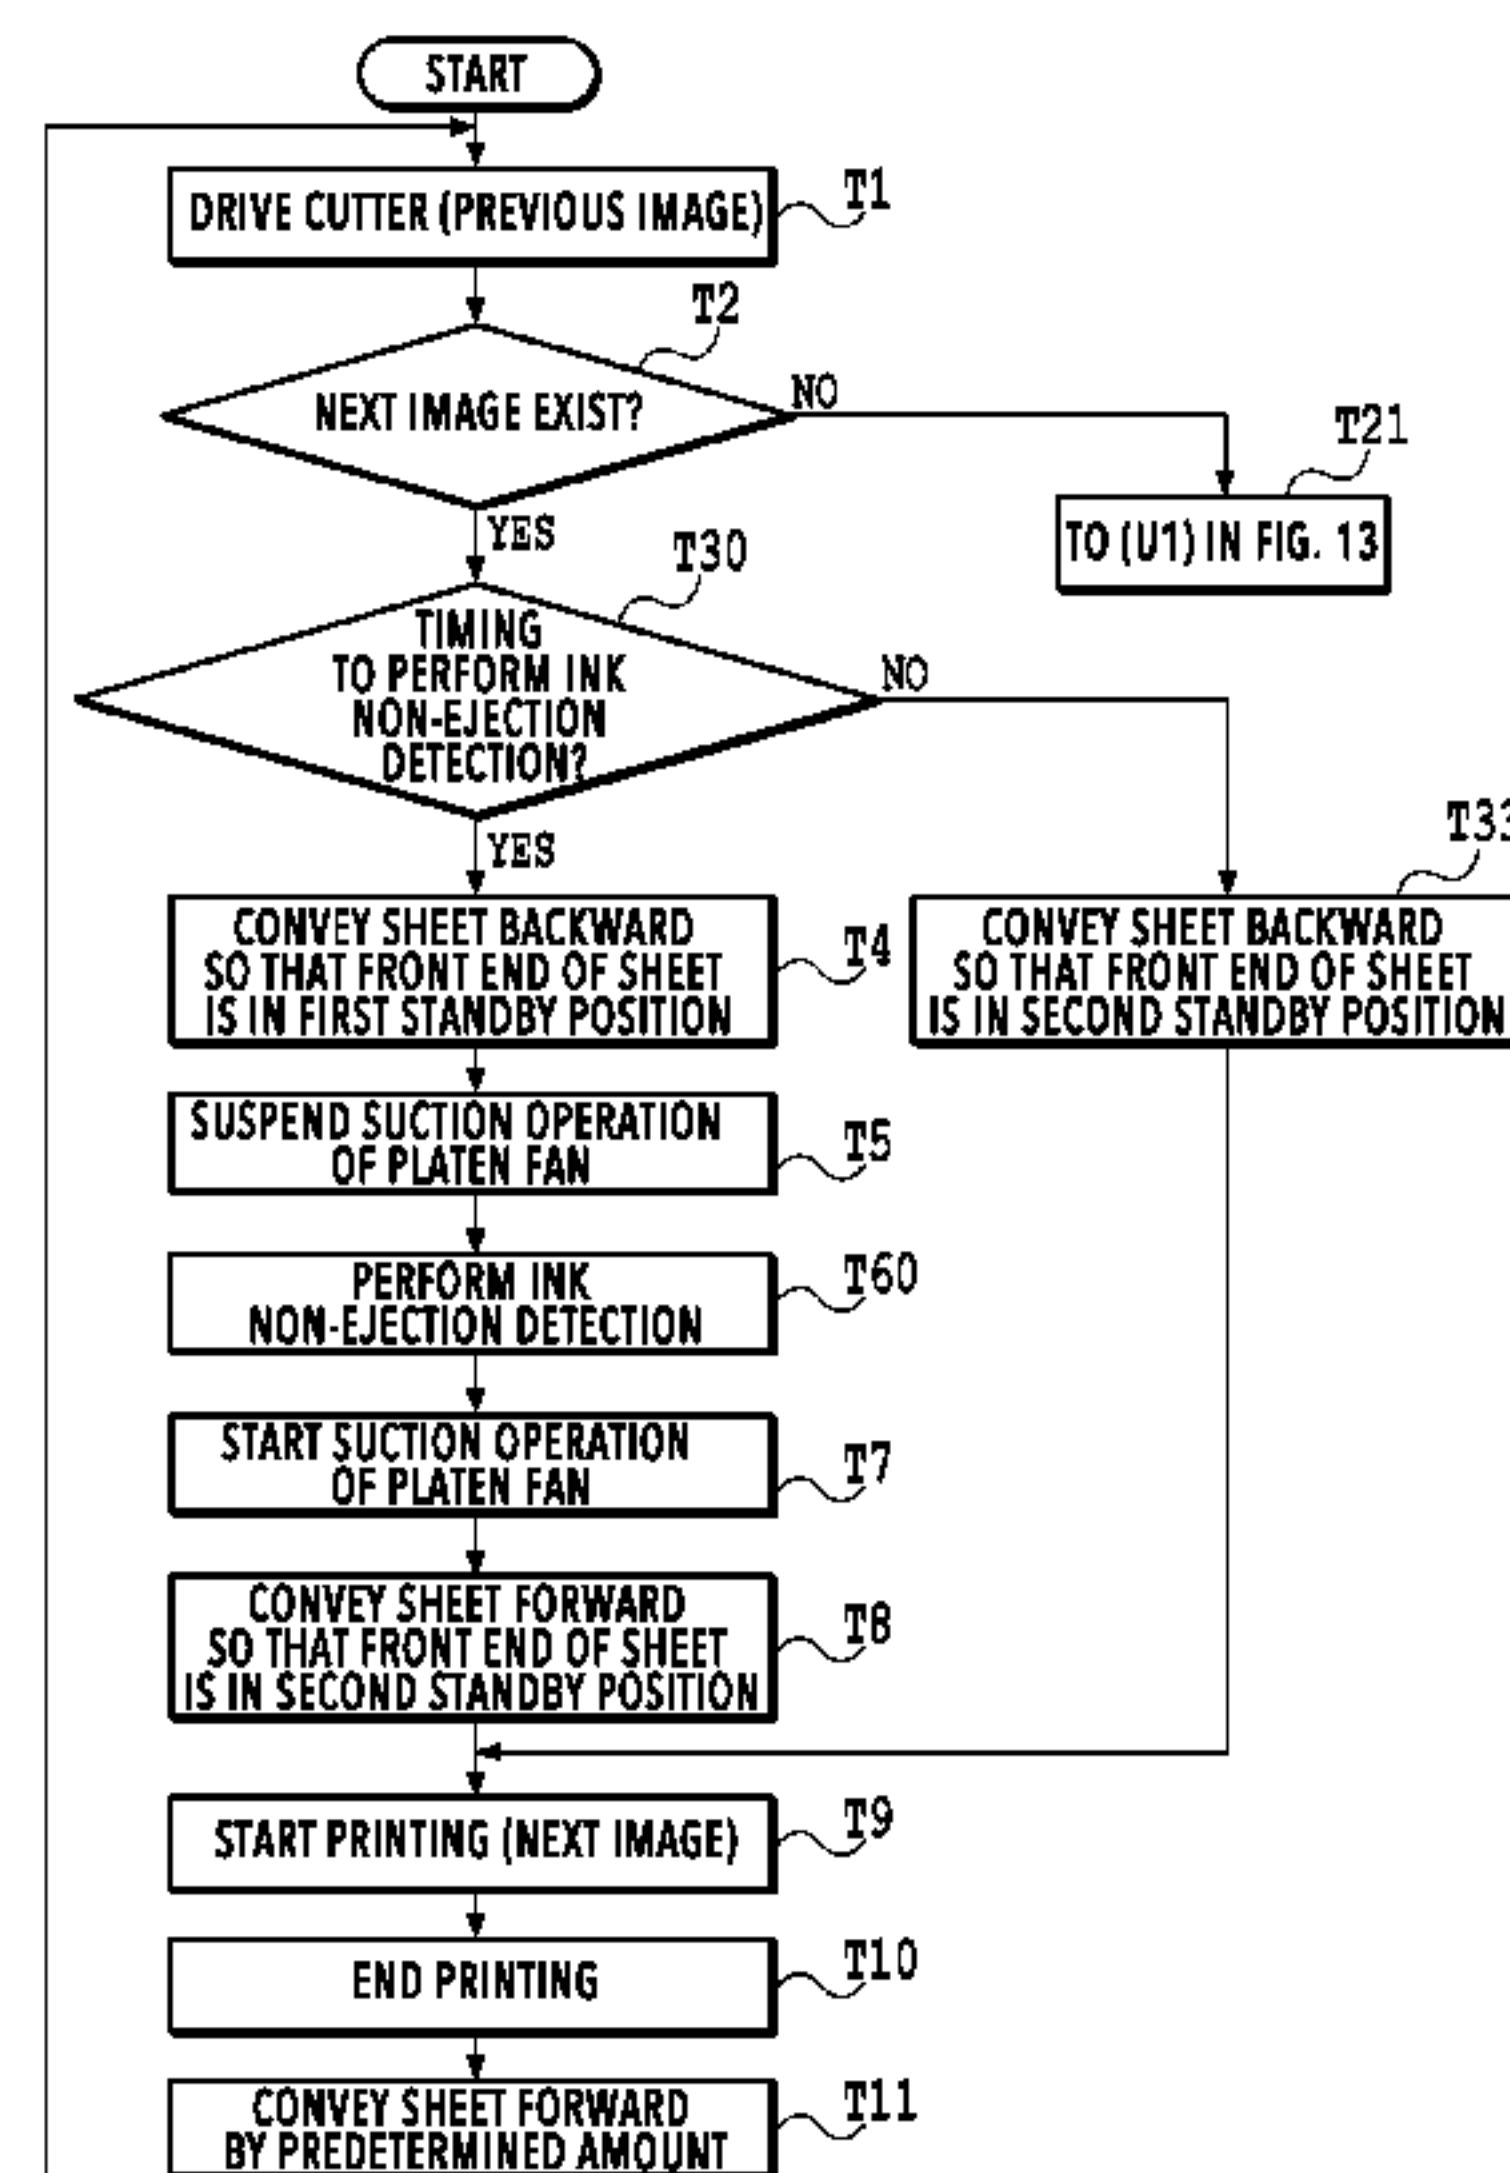 START
DRIVE CUTTER (PREVIOUS IMAGE)
T1
T2
NEXT IMAGE EXIST?
NO
T21
TO (U1) IN FIG. 13
YES
T30
TIMING
TO PERFORM INK
NON-EJECTION
DETECTION?
NO
YES
T33
CONVEY SHEET BACKWARD
SO THAT FRONT END OF SHEET
IS IN FIRST STANDBY POSITION
T4
CONVEY SHEET BACKWARD
SO THAT FRONT END OF SHEET
IS IN SECOND STANDBY POSITION
SUSPEND SUCTION OPERATION
OF PLATEN FAN
T5
PERFORM INK
NON-EJECTION DETECTION
T60
START SUCTION OPERATION
OF PLATEN FAN
T7
CONVEY SHEET FORWARD
SO THAT FRONT END OF SHEET
IS IN SECOND STANDBY POSITION
T8
START PRINTING (NEXT IMAGE)
T9
END PRINTING
T10
CONVEY SHEET FORWARD
BY PREDETERMINED AMOUNT
T11